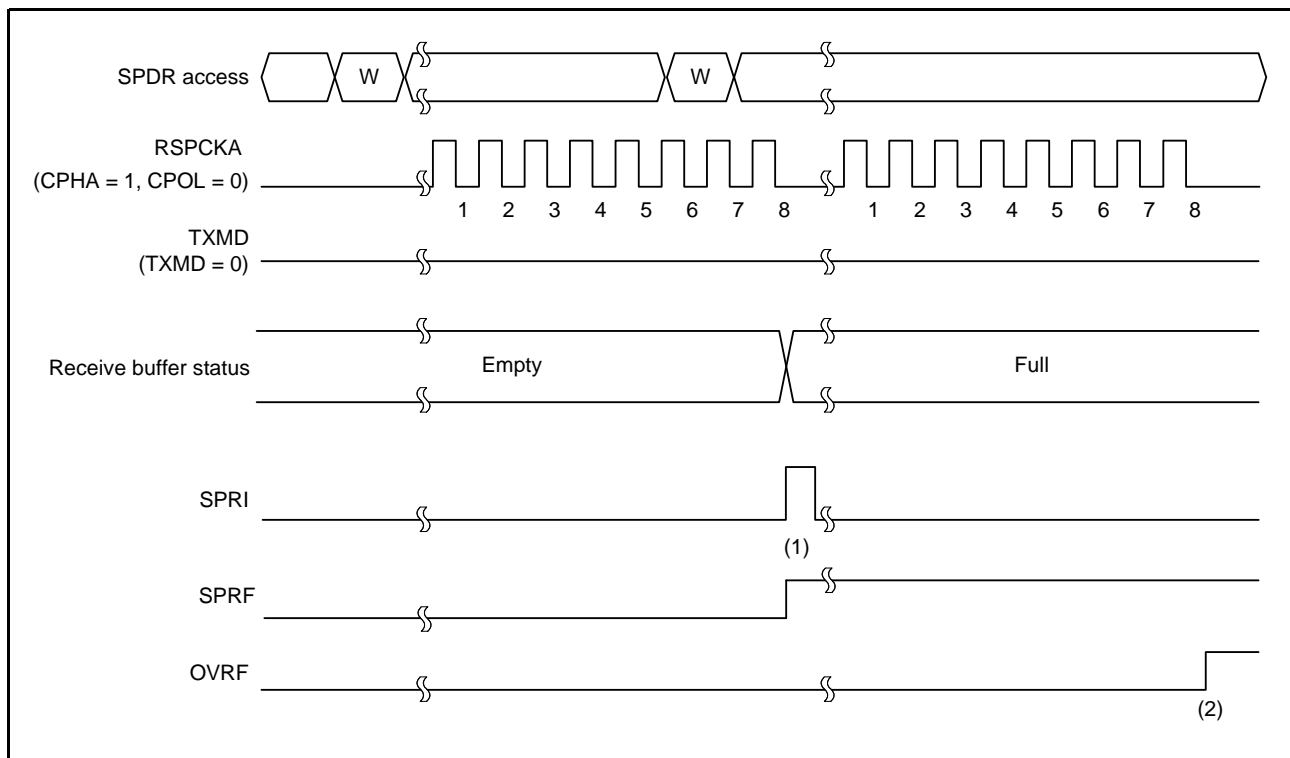 SPDR access W W
RSPCKA
(CPHA = 1, CPOL = 0)
1 2 3 4 5 6 7 8 1 2 3 4 5 6 7 8
TXMD
(TXMD = 0)
Receive buffer status Empty Full
SPRI
(1)
SPRF
OVRF
(2)